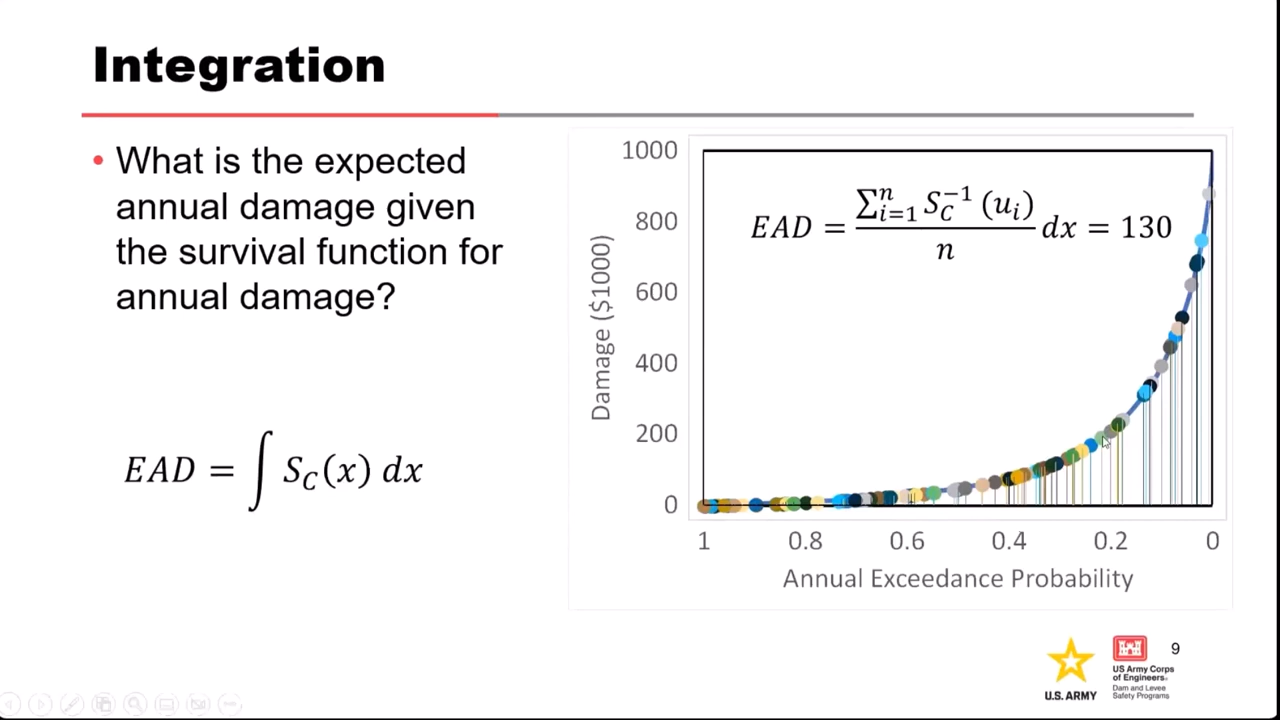 Integration
• What is the expected
annual damage given
the survival function for
annual damage?
EAD = ∫ S_C(x) dx
EAD = \frac{∑_{i=1}^{n} S_C^{-1} (u_i)}{n} dx = 130
Damage ($1000)
1000
800
600
400
200
0
1 0.8 0.6 0.4 0.2 0
Annual Exceedance Probability
U.S. ARMY
US Army Corps
of Engineers®
Dam and Levee
Safety Programs
9